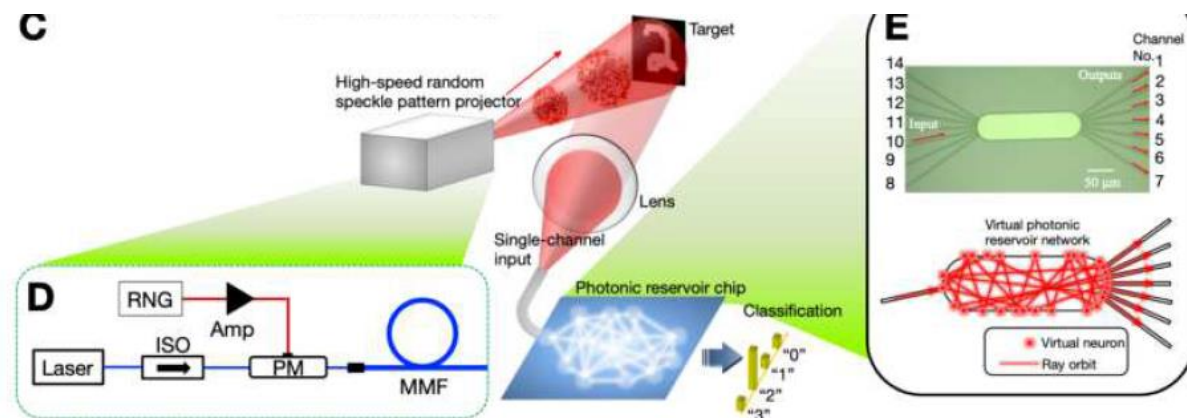 C
Target
High-speed random
speckle pattern projector
Lens
Single-channel
input
Photonic reservoir chip
Classification
"0"
"1"
"2"
"3"
D
RNG
Amp
Laser
ISO
PM
MMF
E
Channel
No.
14
13
12
11
10
9
8
Input
Outputs
1
2
3
4
5
6
7
50 μm
Virtual photonic
reservoir network
Virtual neuron
Ray orbit